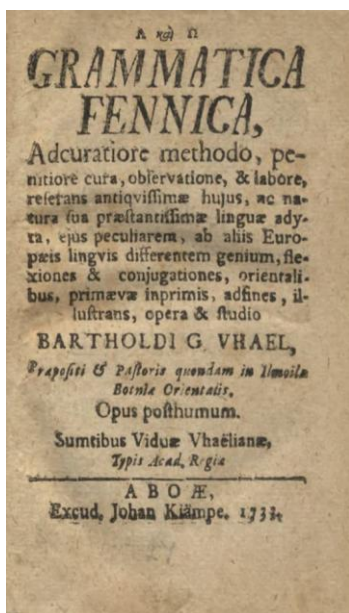 Α καὶ Ω
GRAMMATICA
FENNICA,
Adcuratiore methodo, pe-
nitiore cura, observatione, & labore,
reserans antiqvissimæ hujus, ac na-
tura sua præstantissimæ linguæ ady-
ta, ejus peculiarem, ab aliis Euro-
pæis lingvis differentem genium, fle-
xiones & conjugationes, orientali-
bus, primævæ inprimis, adfines, il-
lustrans, opera & studio
BARTHOLDI G. VHAEL,
Præpositi & Pastoris quondam in Ilmola
Botniæ Orientalis.
Opus posthumum.
Sumtibus Viduæ Vhaëlianæ,
Typis Acad. Regiæ
ABOÆ,
Excud. Johan Kiämpe. 1733.